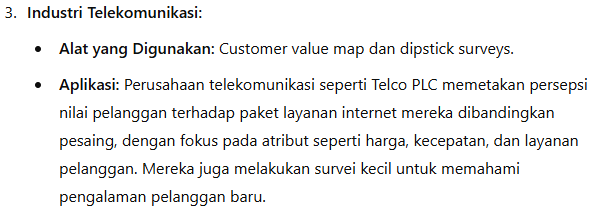 3. Industri Telekomunikasi:
• Alat yang Digunakan: Customer value map dan dipstick surveys.
• Aplikasi: Perusahaan telekomunikasi seperti Telco PLC memetakan persepsi
nilai pelanggan terhadap paket layanan internet mereka dibandingkan
pesaing, dengan fokus pada atribut seperti harga, kecepatan, dan layanan
pelanggan. Mereka juga melakukan survei kecil untuk memahami
pengalaman pelanggan baru.